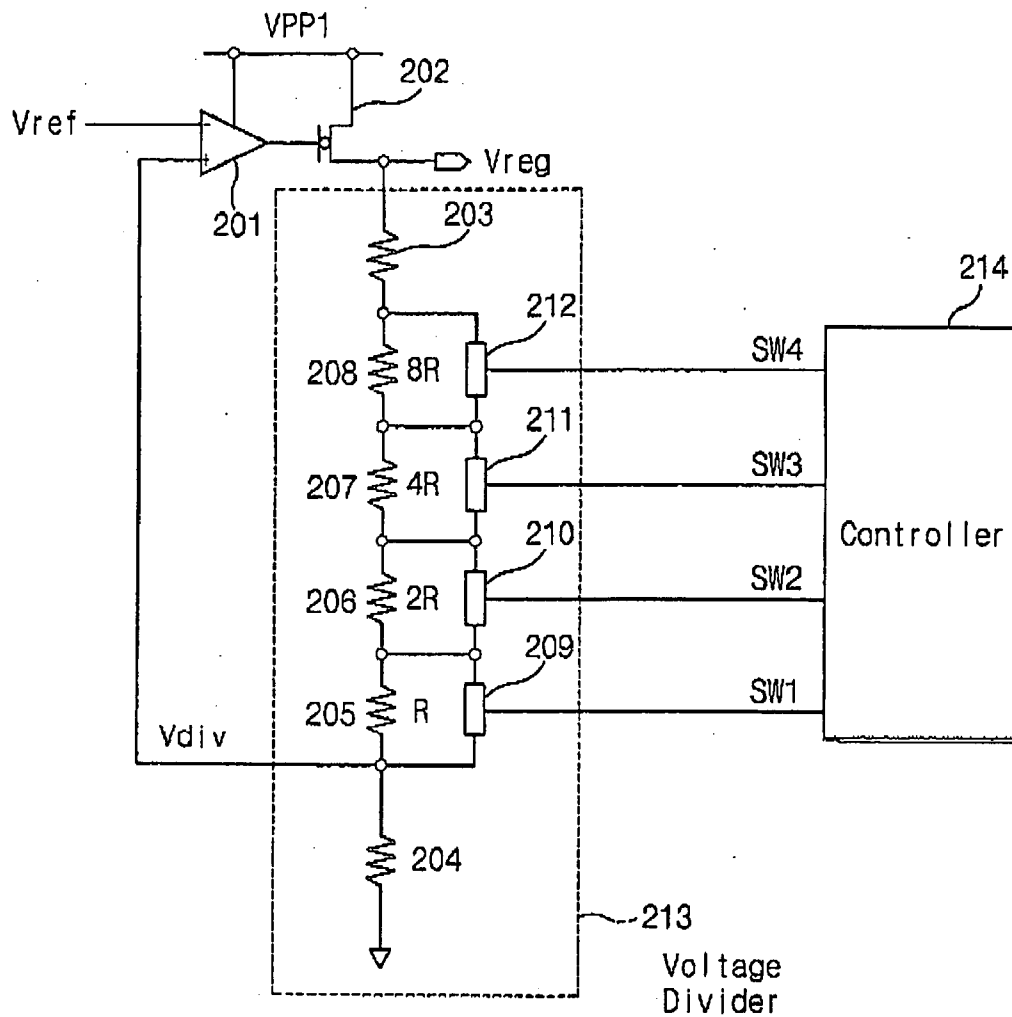 VPP1
202
Vref
-
+
201
Vreg
203
214
212
SW4
208 8R
211
SW3
207 4R
Controller
210
SW2
206 2R
209
SW1
205 R
Vdiv
204
213
Voltage
Divider